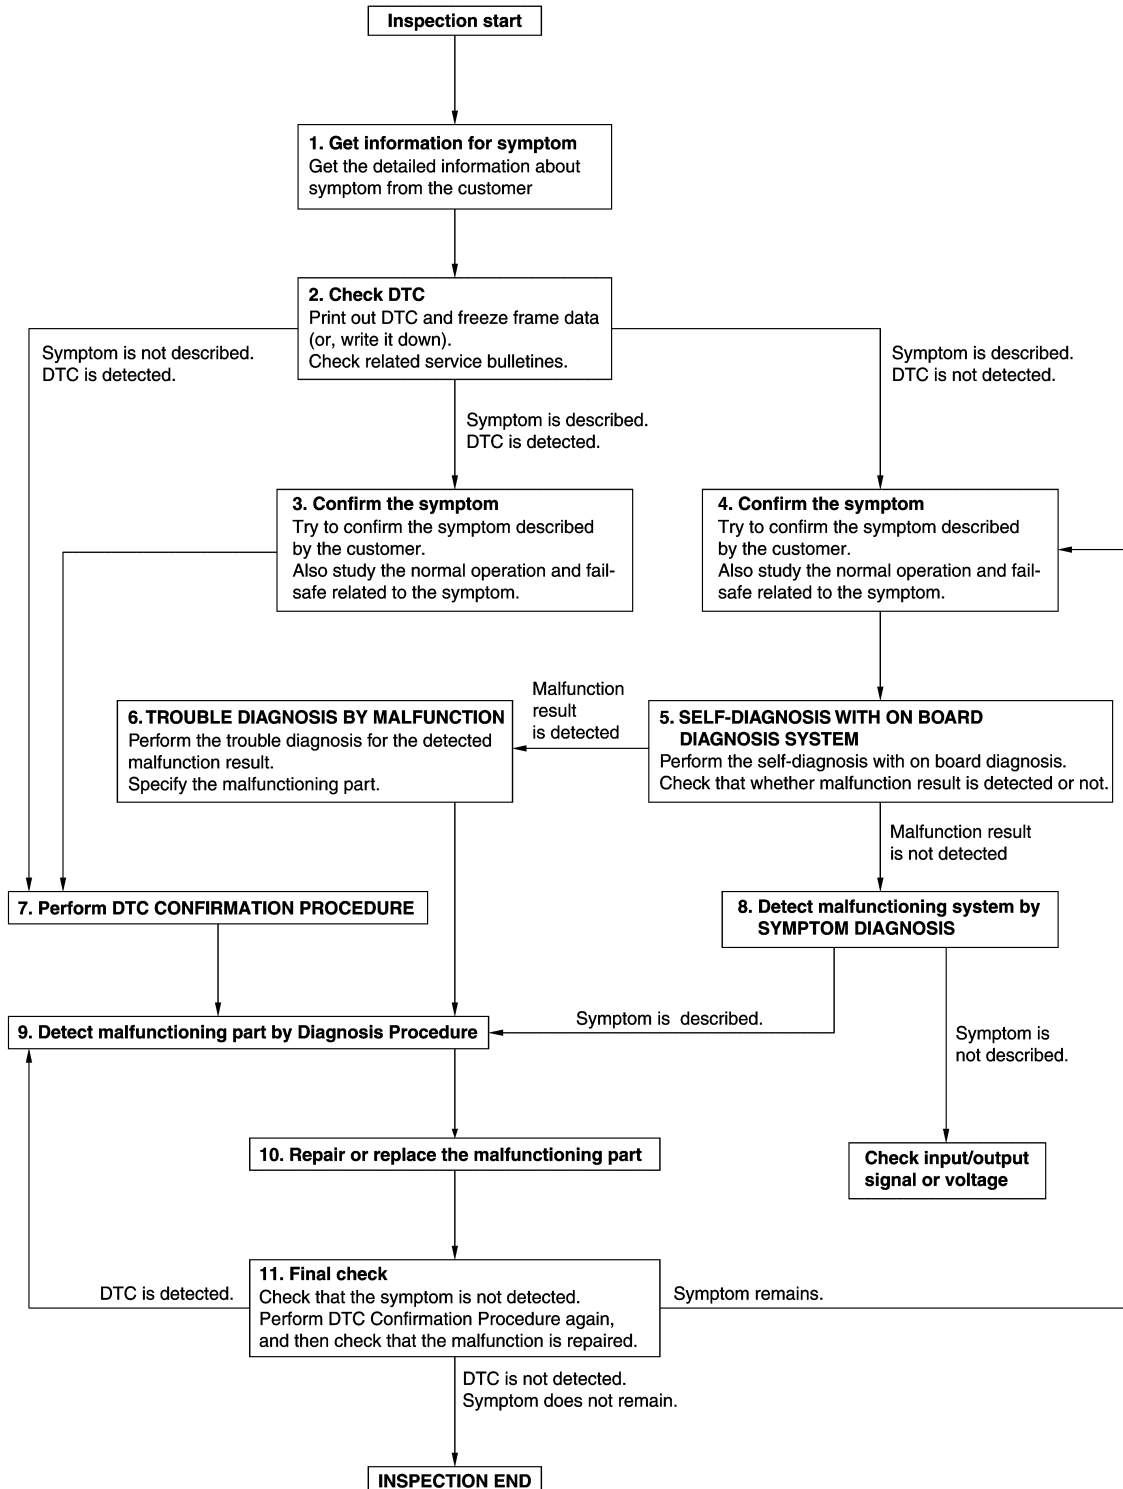 Inspection start
1. Get information for symptom
Get the detailed information about
symptom from the customer
2. Check DTC
Print out DTC and freeze frame data
(or, write it down).
Check related service bulletines.
Symptom is not described.
DTC is detected.
Symptom is described.
DTC is not detected.
Symptom is described.
DTC is detected.
3. Confirm the symptom
Try to confirm the symptom described
by the customer.
Also study the normal operation and fail-
safe related to the symptom.
4. Confirm the symptom
Try to confirm the symptom described
by the customer.
Also study the normal operation and fail-
safe related to the symptom.
Malfunction
result
is detected
6. TROUBLE DIAGNOSIS BY MALFUNCTION
Perform the trouble diagnosis for the detected
malfunction result.
Specify the malfunctioning part.
5. SELF-DIAGNOSIS WITH ON BOARD
DIAGNOSIS SYSTEM
Perform the self-diagnosis with on board diagnosis.
Check that whether malfunction result is detected or not.
Malfunction result
is not detected
7. Perform DTC CONFIRMATION PROCEDURE
8. Detect malfunctioning system by
SYMPTOM DIAGNOSIS
9. Detect malfunctioning part by Diagnosis Procedure
Symptom is described.
Symptom is
not described.
10. Repair or replace the malfunctioning part
Check input/output
signal or voltage
11. Final check
Check that the symptom is not detected.
Perform DTC Confirmation Procedure again,
and then check that the malfunction is repaired.
DTC is detected.
Symptom remains.
DTC is not detected.
Symptom does not remain.
INSPECTION END